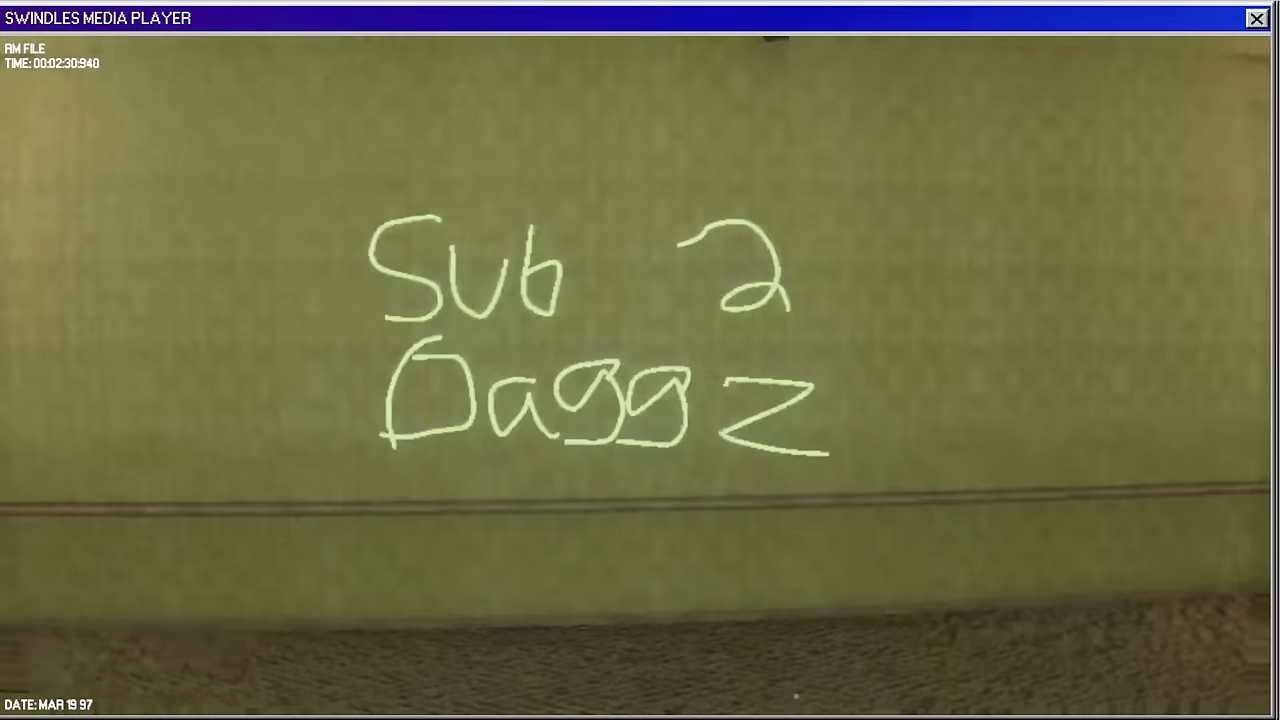 SWINDLES MEDIA PLAYER
RM FILE
TIME: 00:02:30:940
Sub 2
Daggz
DATE: MAR 19 97